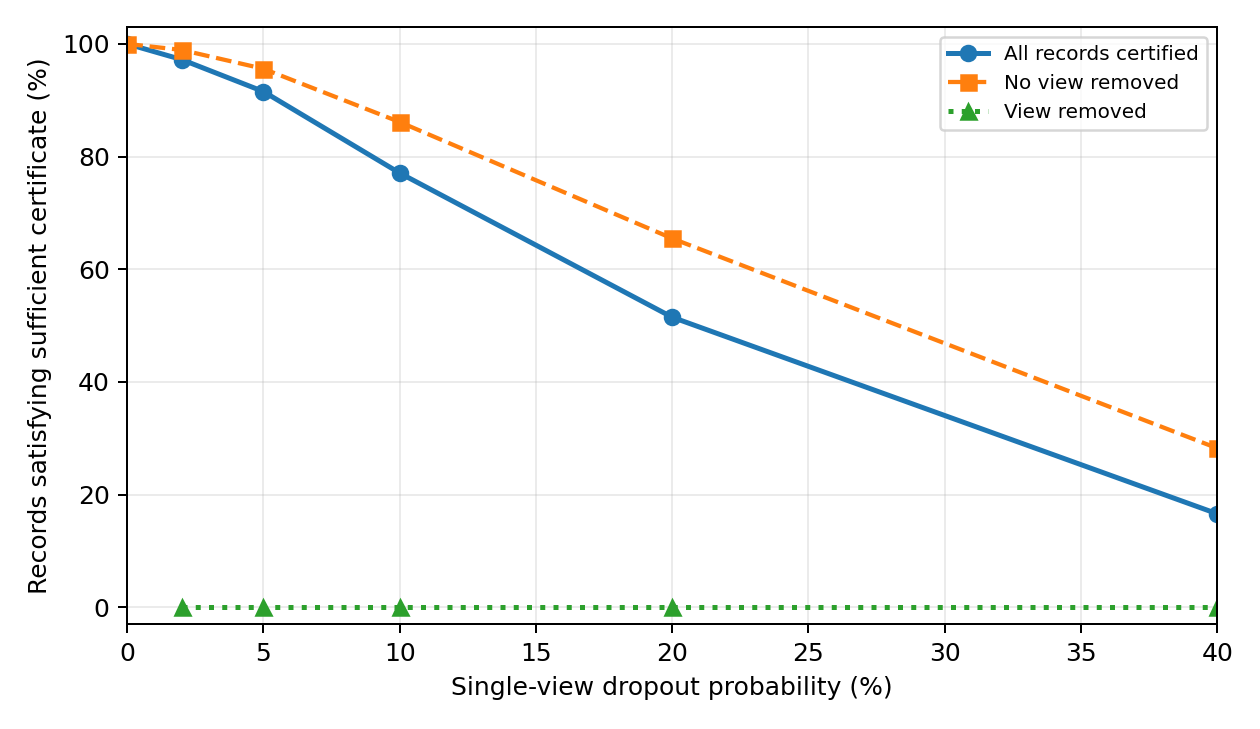 100
80
60
40
20
0
Records satisfying sufficient certificate (%)
All records certified
No view removed
View removed
0 5 10 15 20 25 30 35 40
Single-view dropout probability (%)